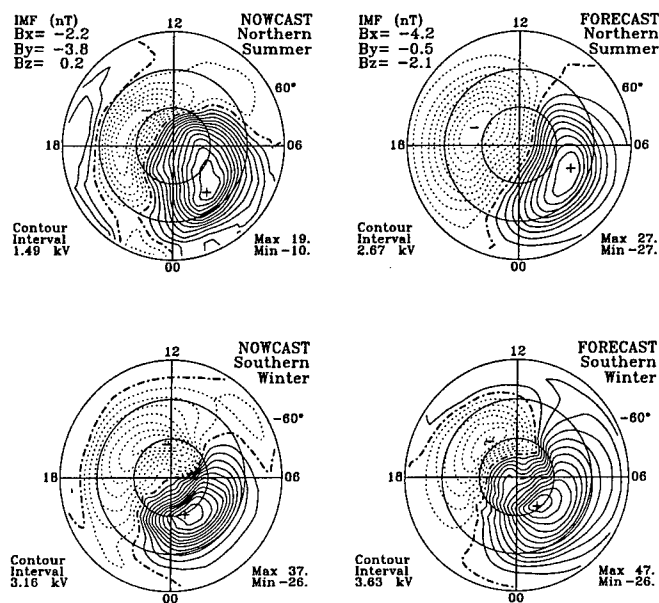 IMF (nT)
Bx= −2.2
By= −3.8
Bz= 0.2
12
NOWCAST
Northern
Summer
60°
18
06
−
+
Contour
Interval
1.49 kV
00
Max 19.
Min −10.
IMF (nT)
Bx= −4.2
By= −0.5
Bz= −2.1
12
FORECAST
Northern
Summer
60°
18
06
−
+
Contour
Interval
2.67 kV
00
Max 27.
Min −27.
12
NOWCAST
Southern
Winter
−60°
18
06
−
+
Contour
Interval
3.16 kV
00
Max 37.
Min −26.
12
FORECAST
Southern
Winter
−60°
18
06
−
+
Contour
Interval
3.63 kV
00
Max 47.
Min −26.